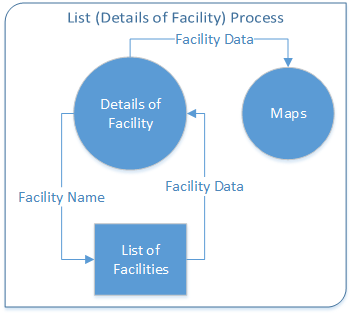 List (Details of Facility) Process
Facility Data
Details of
Facility
Maps
Facility Name
Facility Data
List of
Facilities